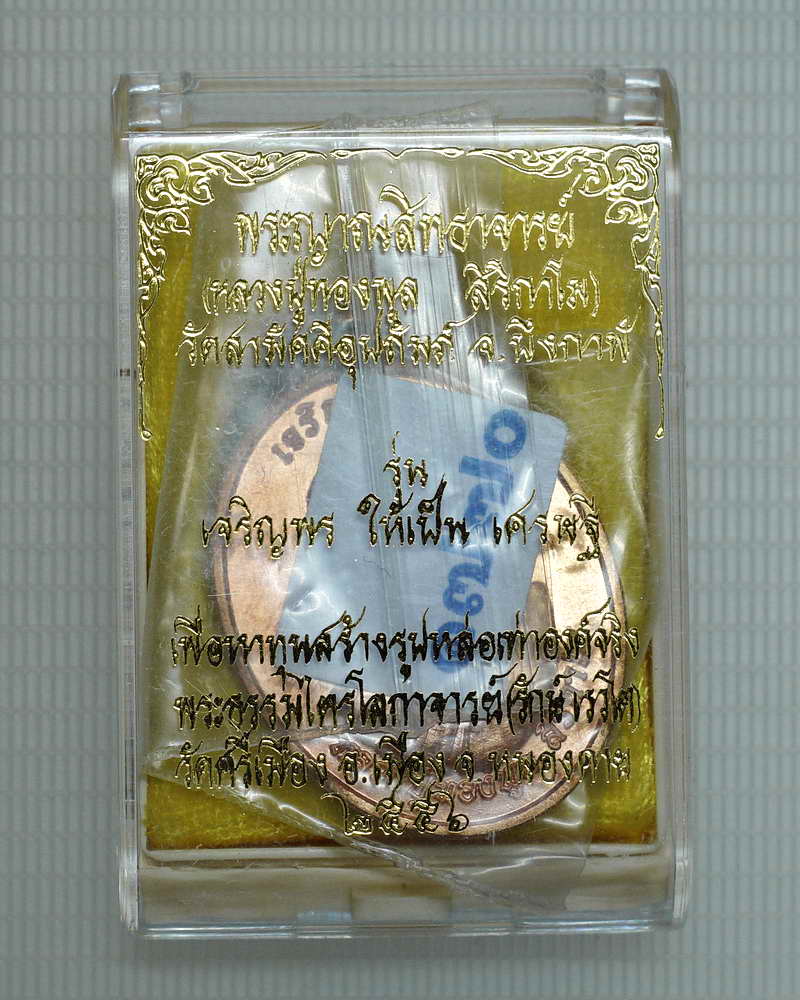 พระญาณสิทธาจารย์
(หลวงปู่ทองพูล สิริกาโม)
วัดสามัคคีอุปถัมภ์ จ.บึงกาฬ
รุ่น
เจริญพร ให้เป็น เศรษฐี
เพื่อหาทุนสร้างรูปหล่อเท่าองค์จริง
พระธรรมไตรโลกาจารย์(รักษ์ เรวโต)
วัดศรีเมือง อ.เมือง จ.หนองคาย
๒๕๕๖